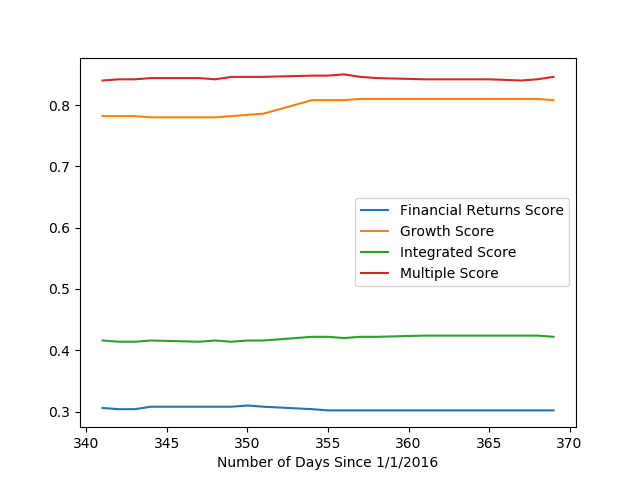 0.8
0.7
0.6
0.5
0.4
0.3
Financial Returns Score
Growth Score
Integrated Score
Multiple Score
340 345 350 355 360 365 370
Number of Days Since 1/1/2016